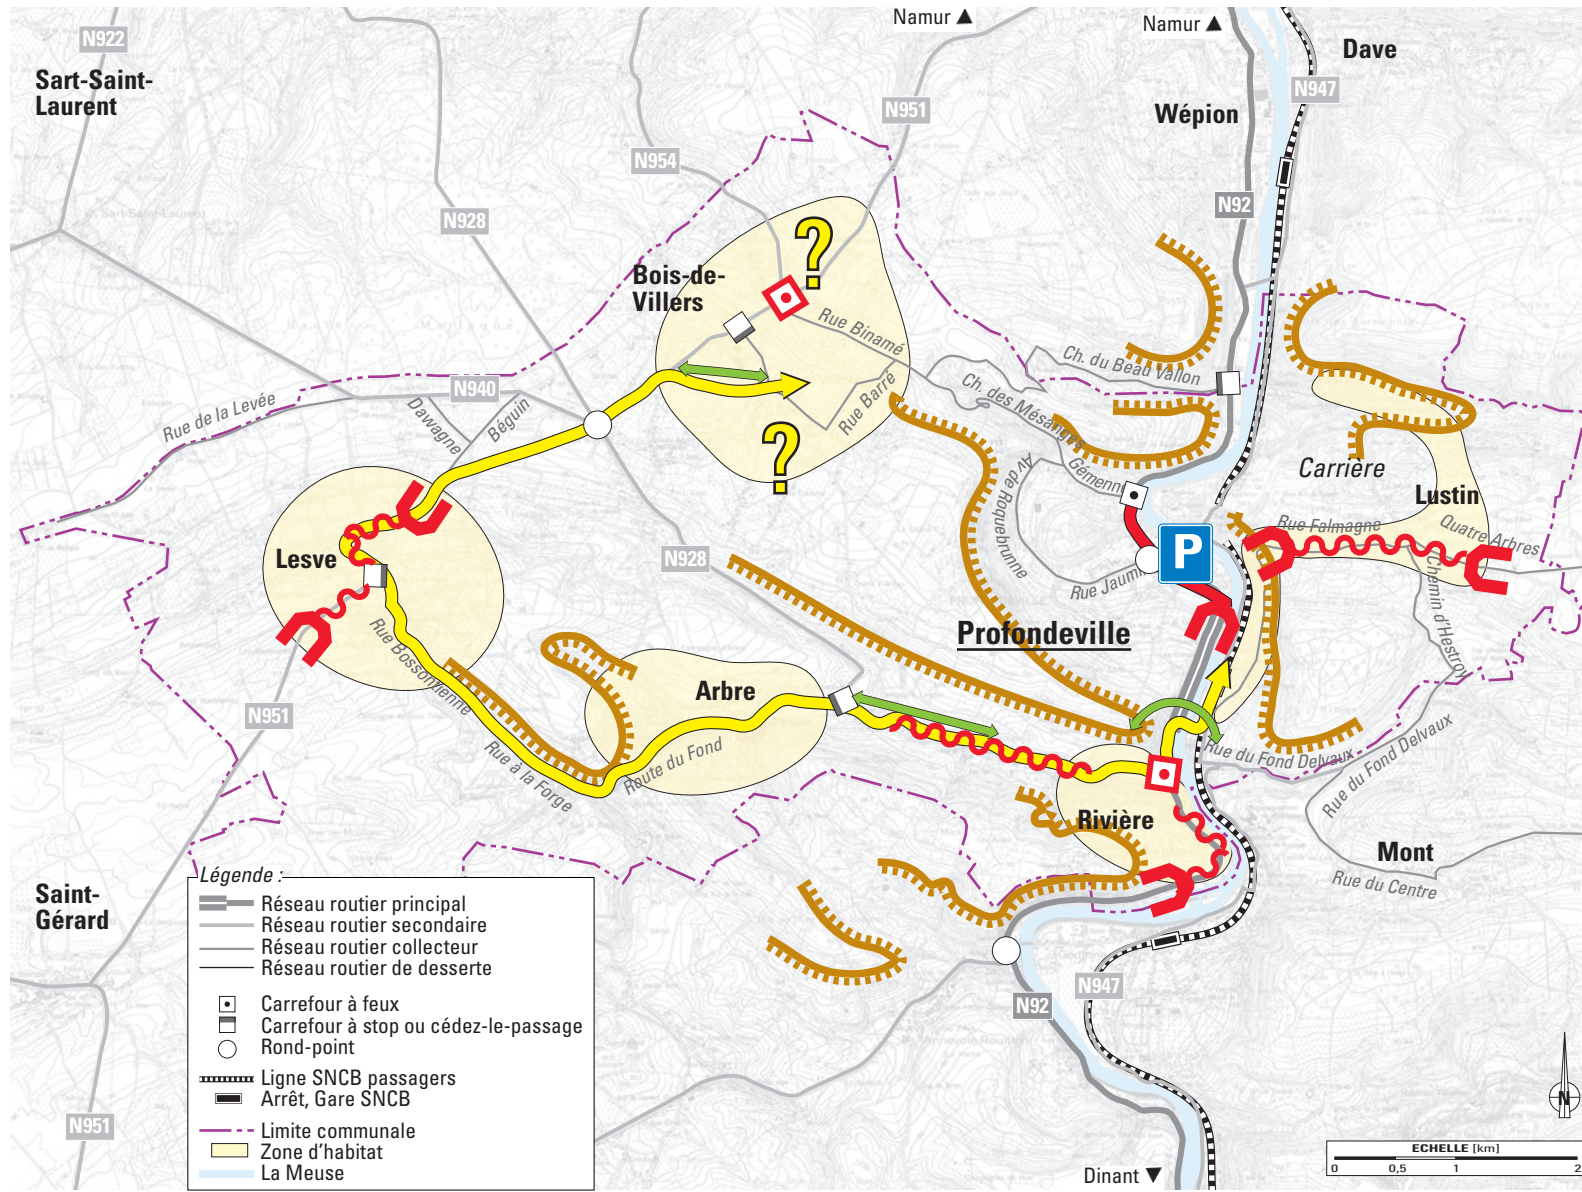 N922
Namur ▲
Namur ▲
Dave
Sart-Saint-
Laurent
N947
Wépion
N951
N954
N92
N928
Bois-de-
Villers
?
Rue Binamé
Ch. du Beau Vallon
N940
Rue de la Levée
Davagne
Béguin
Rue Barré
Ch. des Mésanges
?
Gémenne
Av de Roquebrunne
Carrière
Lustin
Rue Falmagne
Quatre Arbres
Lesve
N928
P
Rue Jaumin
Chemin d'Hestroy
Profondeville
Rue Bossonnienne
Arbre
N951
Rue à la Forge
Route du Fond
Rue du Fond Delvaux
Rue du Fond Delvaux
Rivière
Mont
Rue du Centre
Saint-
Gérard
Légende :
Réseau routier principal
Réseau routier secondaire
Réseau routier collecteur
Réseau routier de desserte
Carrefour à feux
Carrefour à stop ou cédez-le-passage
Rond-point
Ligne SNCB passagers
Arrêt, Gare SNCB
Limite communale
Zone d'habitat
La Meuse
N947
N92
N951
N
ECHELLE [km]
0 0,5 1 2
Dinant ▼